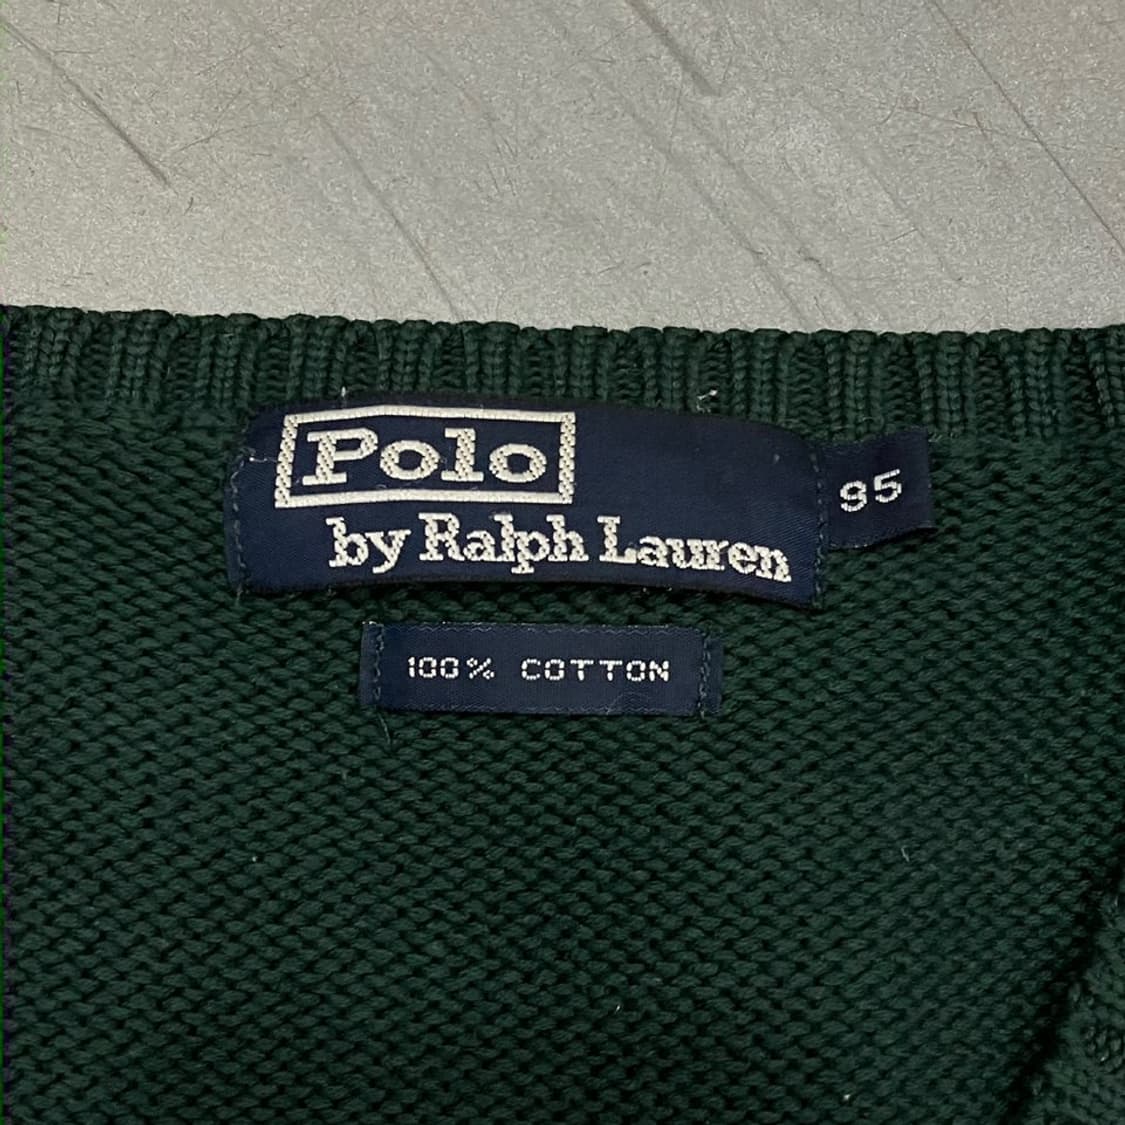 Polo
by Ralph Lauren
95
100% COTTON